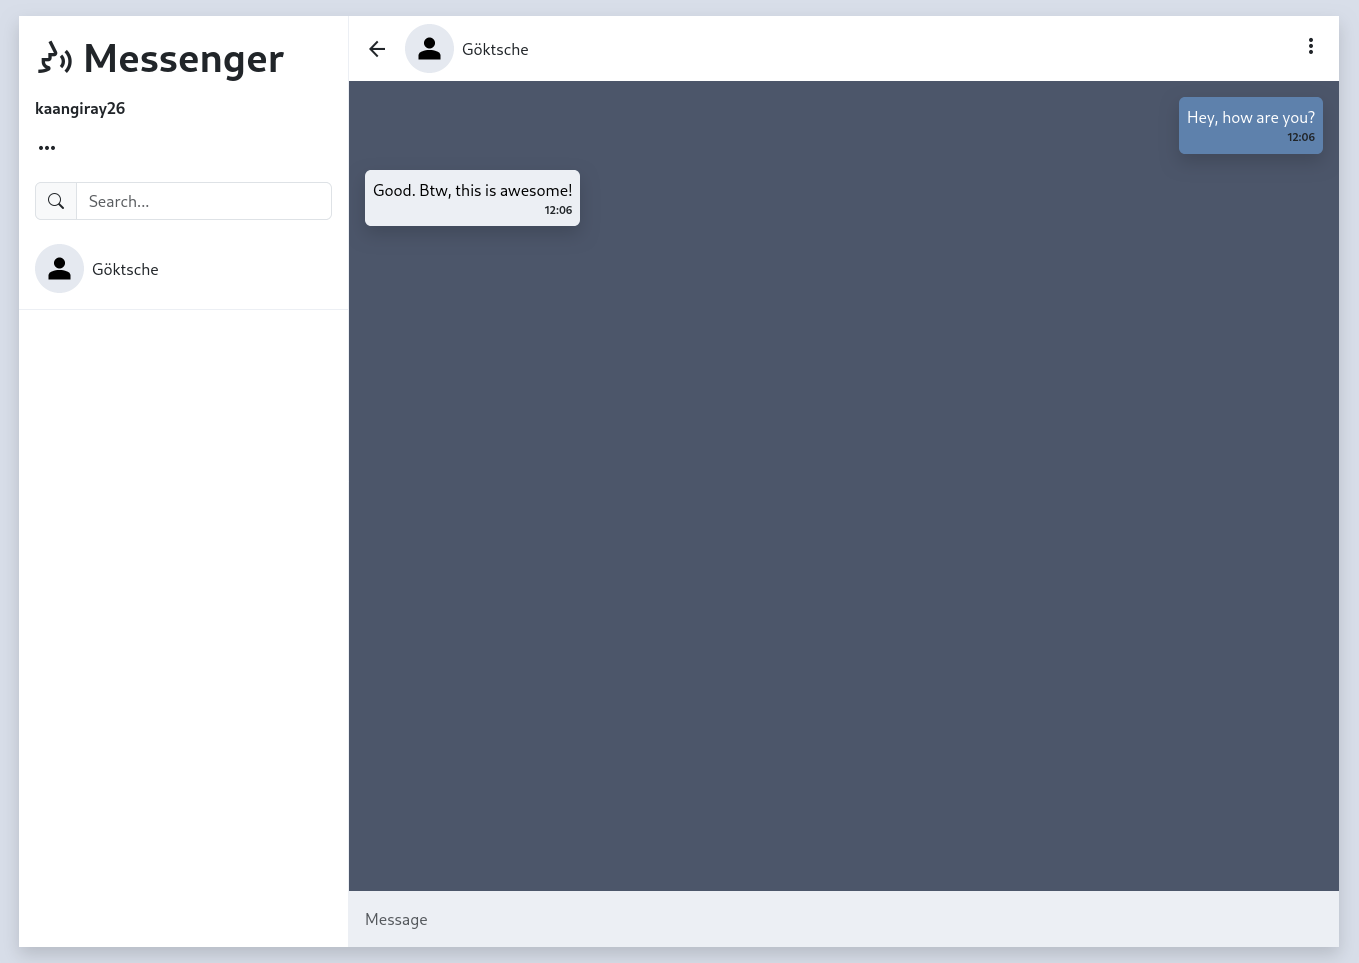 Messenger
kaangiray26
Search...
Göktsche
Göktsche
Hey, how are you?
12:06
Good. Btw, this is awesome!
12:06
Message